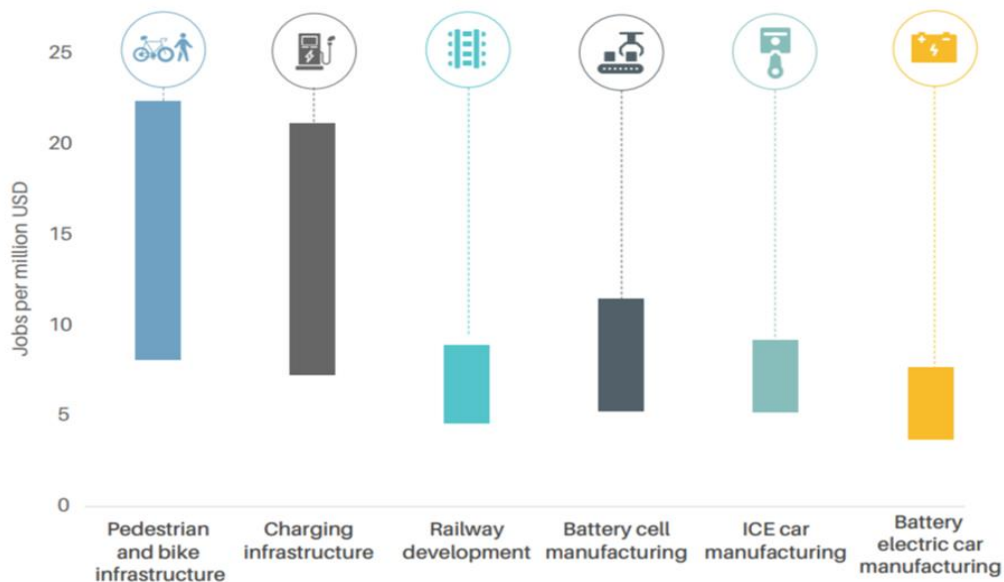 25
20
15
10
5
0
Jobs per million USD
Pedestrian
and bike
infrastructure
Charging
infrastructure
Railway
development
Battery cell
manufacturing
ICE car
manufacturing
Battery
electric car
manufacturing